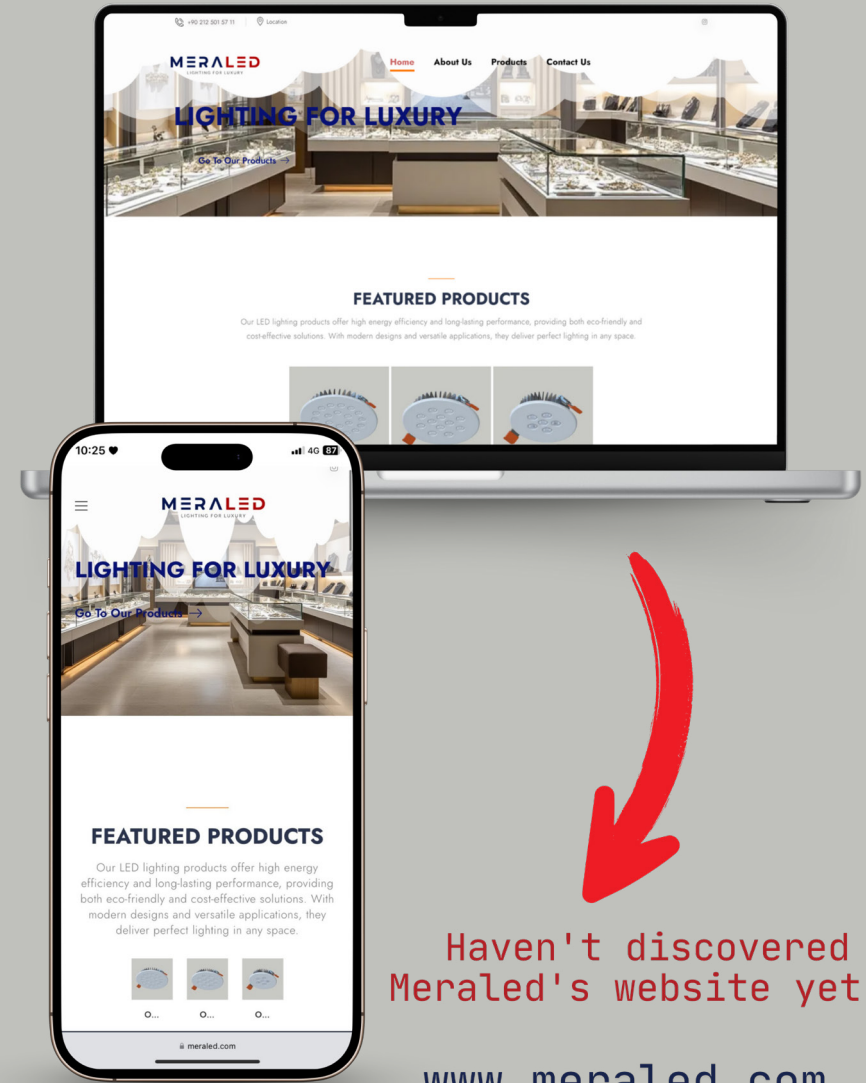 +90 212 501 57 11
Location
MERALED
LIGHTING FOR LUXURY
Home
About Us
Products
Contact Us
LIGHTING FOR LUXURY
Go To Our Products →
FEATURED PRODUCTS
Our LED lighting products offer high energy efficiency and long-lasting performance, providing both eco-friendly and
cost-effective solutions. With modern designs and versatile applications, they deliver perfect lighting in any space.
10:25
4G 87
MERALED
LIGHTING FOR LUXURY
LIGHTING FOR LUXURY
Go To Our Products →
FEATURED PRODUCTS
Our LED lighting products offer high energy
efficiency and long-lasting performance, providing
both eco-friendly and cost-effective solutions. With
modern designs and versatile applications, they
deliver perfect lighting in any space.
O...
O...
O...
meraled.com
Haven't discovered
Meraled's website yet
www.meraled.com